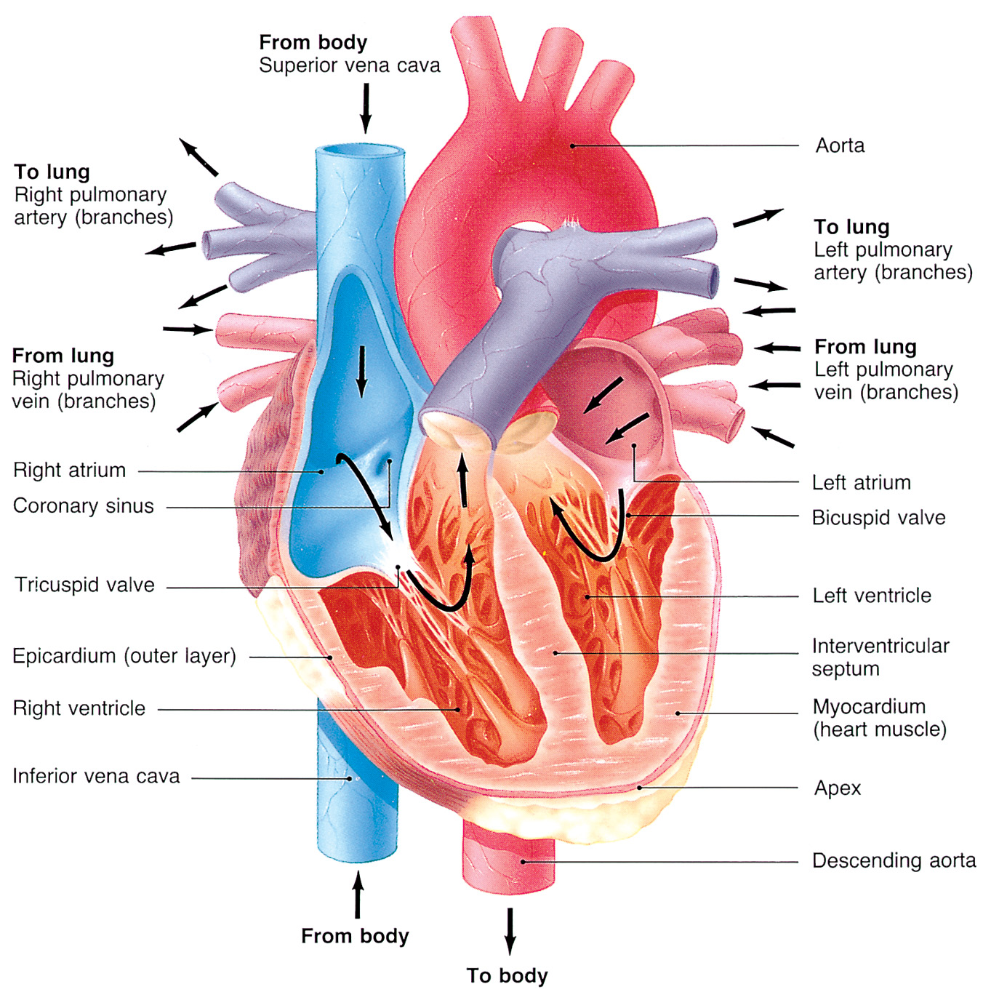 From body
Superior vena cava
To lung
Right pulmonary
artery (branches)
From lung
Right pulmonary
vein (branches)
Right atrium
Coronary sinus
Tricuspid valve
Epicardium (outer layer)
Right ventricle
Inferior vena cava
From body
Aorta
To lung
Left pulmonary
artery (branches)
From lung
Left pulmonary
vein (branches)
Left atrium
Bicuspid valve
Left ventricle
Interventricular
septum
Myocardium
(heart muscle)
Apex
Descending aorta
To body